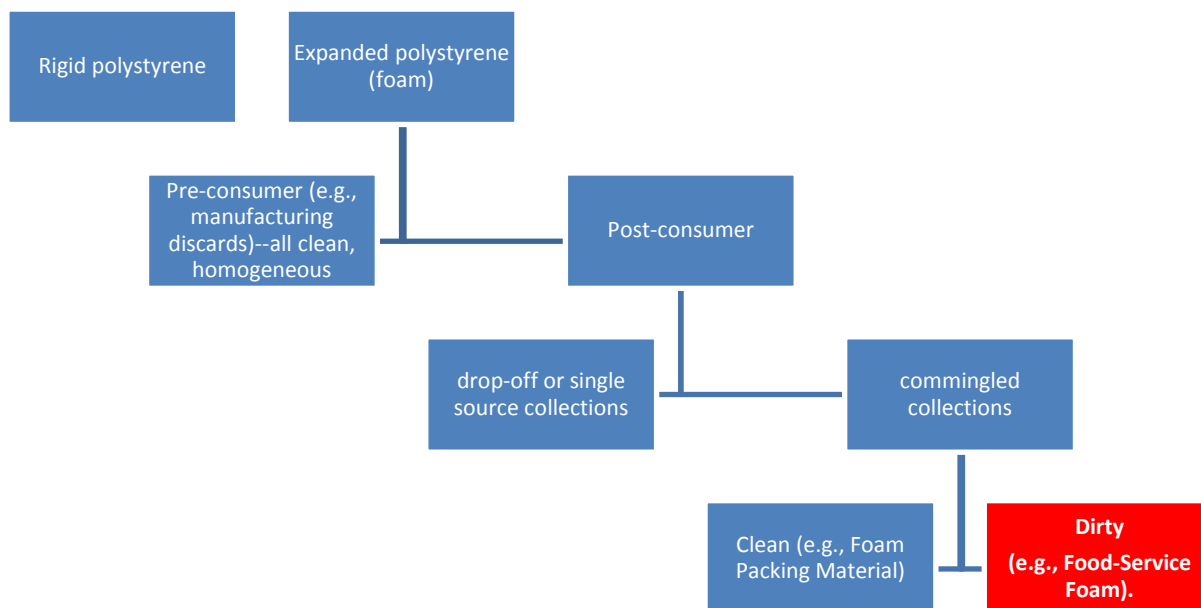 Rigid polystyrene
Expanded polystyrene
(foam)
Pre-consumer (e.g.,
manufacturing
discards)--all clean,
homogeneous
Post-consumer
drop-off or single
source collections
commingled
collections
Clean (e.g., Foam
Packing Material)
Dirty
(e.g., Food-Service
Foam).